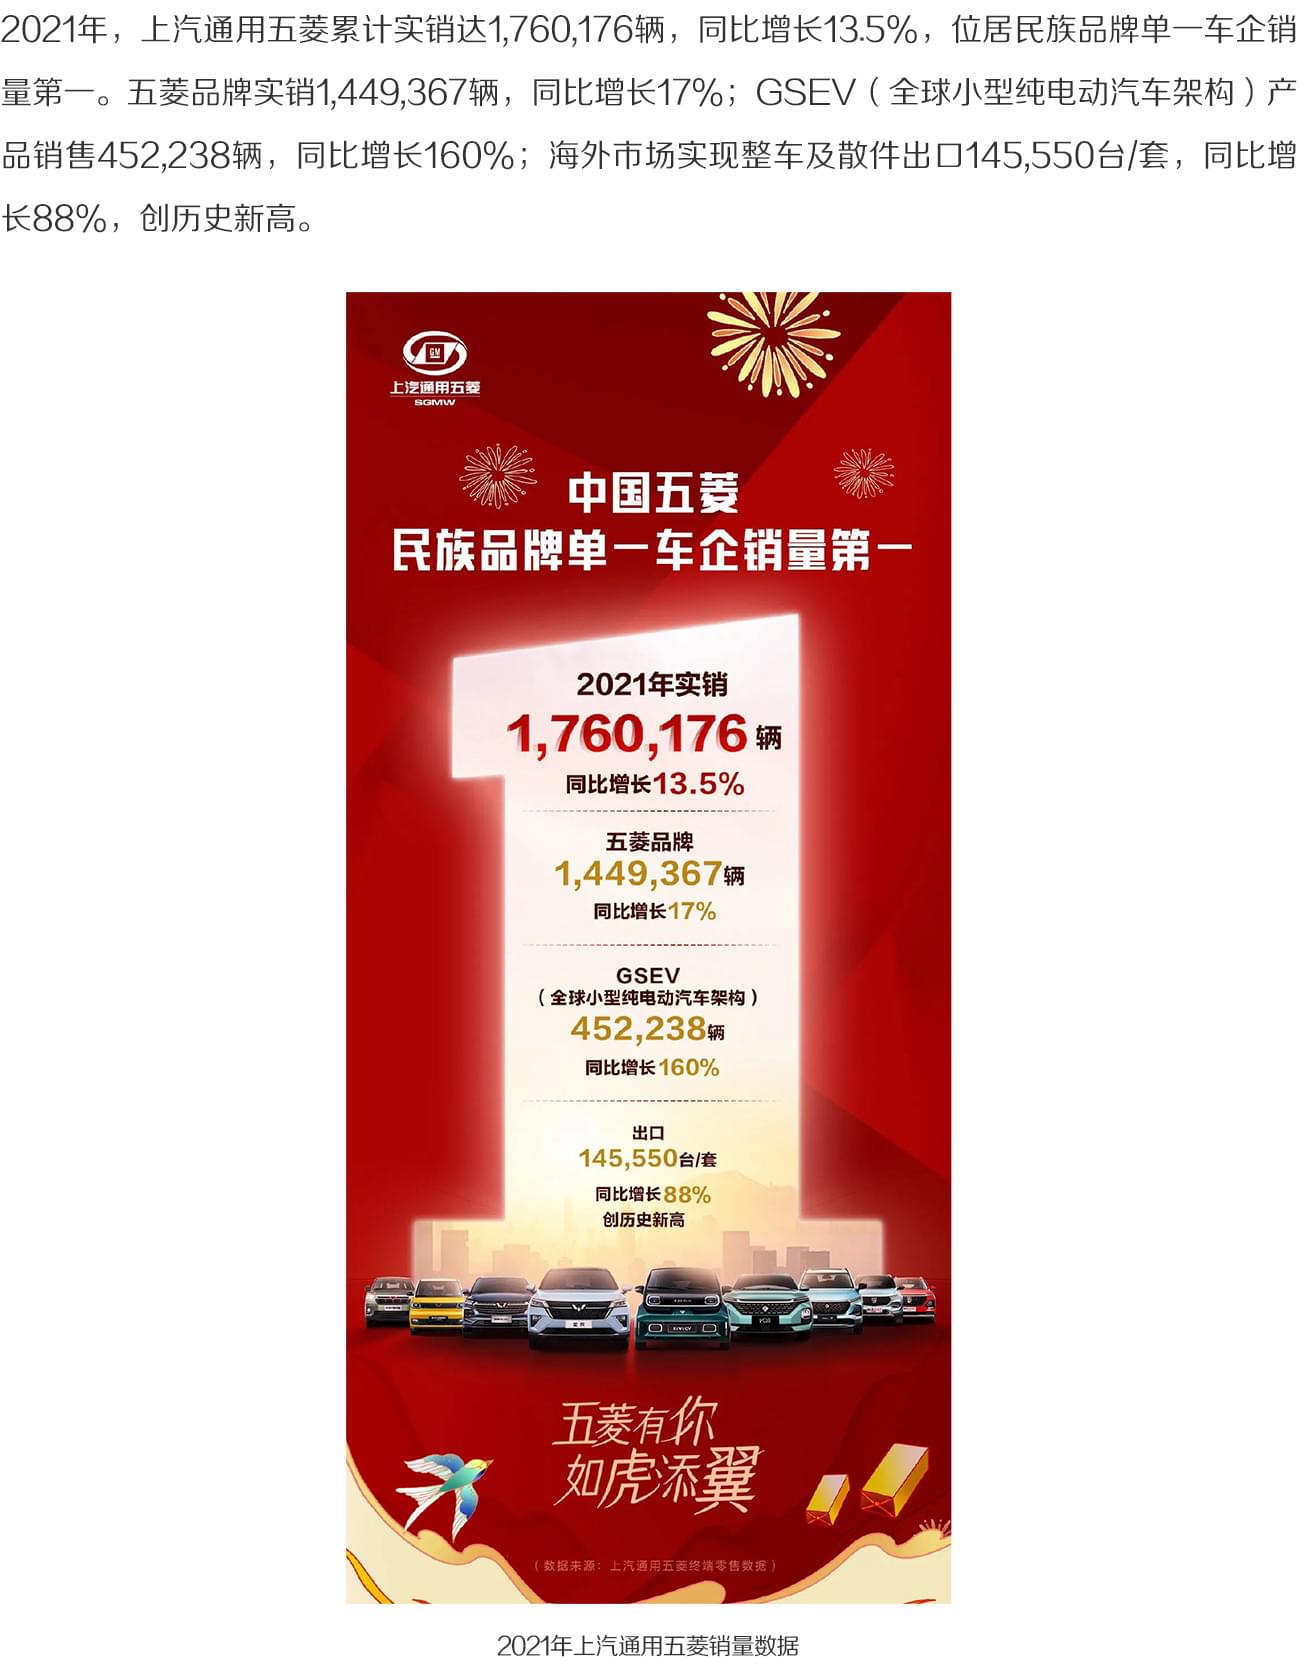 2021年，上汽通用五菱累计实销达1,760,176辆，同比增长13.5%，位居民族品牌单一车企销
量第一。五菱品牌实销1,449,367辆，同比增长17%；GSEV（全球小型纯电动汽车架构）产
品销售452,238辆，同比增长160%；海外市场实现整车及散件出口145,550台/套，同比增
长88%，创历史新高。
GM
上汽通用五菱
SGMW
中国五菱
民族品牌单一车企销量第一
2021年实销
1,760,176辆
同比增长13.5%
五菱品牌
1,449,367辆
同比增长17%
GSEV
（全球小型纯电动汽车架构）
452,238辆
同比增长160%
出口
145,550台/套
同比增长88%
创历史新高
五菱有你
如虎添翼
（数据来源：上汽通用五菱终端零售数据）
2021年上汽通用五菱销量数据